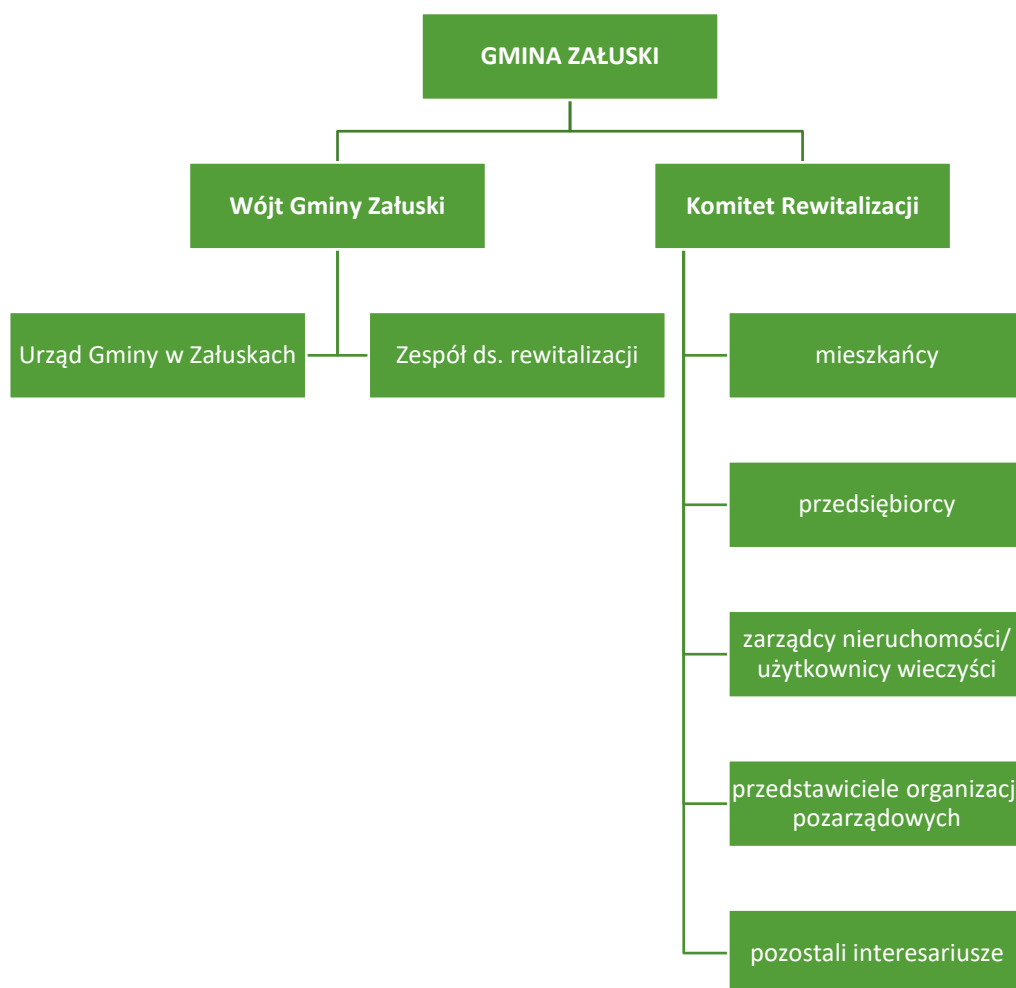 GMINA ZAŁUSKI
Wójt Gminy Załuski
Komitet Rewitalizacji
Urząd Gminy w Załuskach
Zespół ds. rewitalizacji
mieszkańcy
przedsiębiorcy
zarządcy nieruchomości/
użytkownicy wieczyści
przedstawiciele organizacj
pozarządowych
pozostali interesariusze